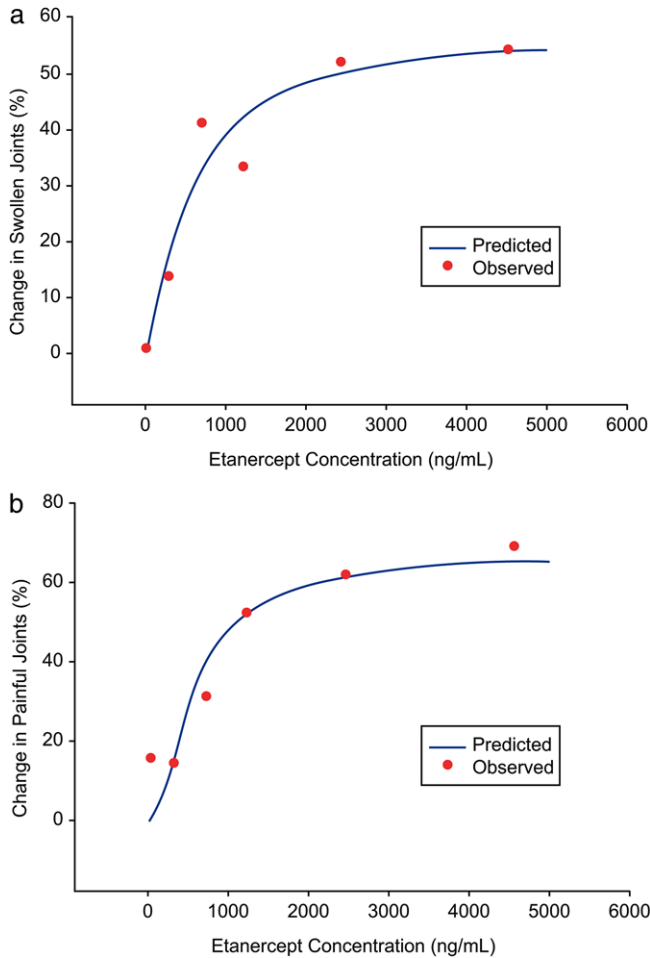 a
Change in Swollen Joints (%)
60
50
40
30
20
10
0
Predicted
Observed
0 1000 2000 3000 4000 5000 6000
Etanercept Concentration (ng/mL)
b
Change in Painful Joints (%)
80
60
40
20
0
Predicted
Observed
0 1000 2000 3000 4000 5000 6000
Etanercept Concentration (ng/mL)